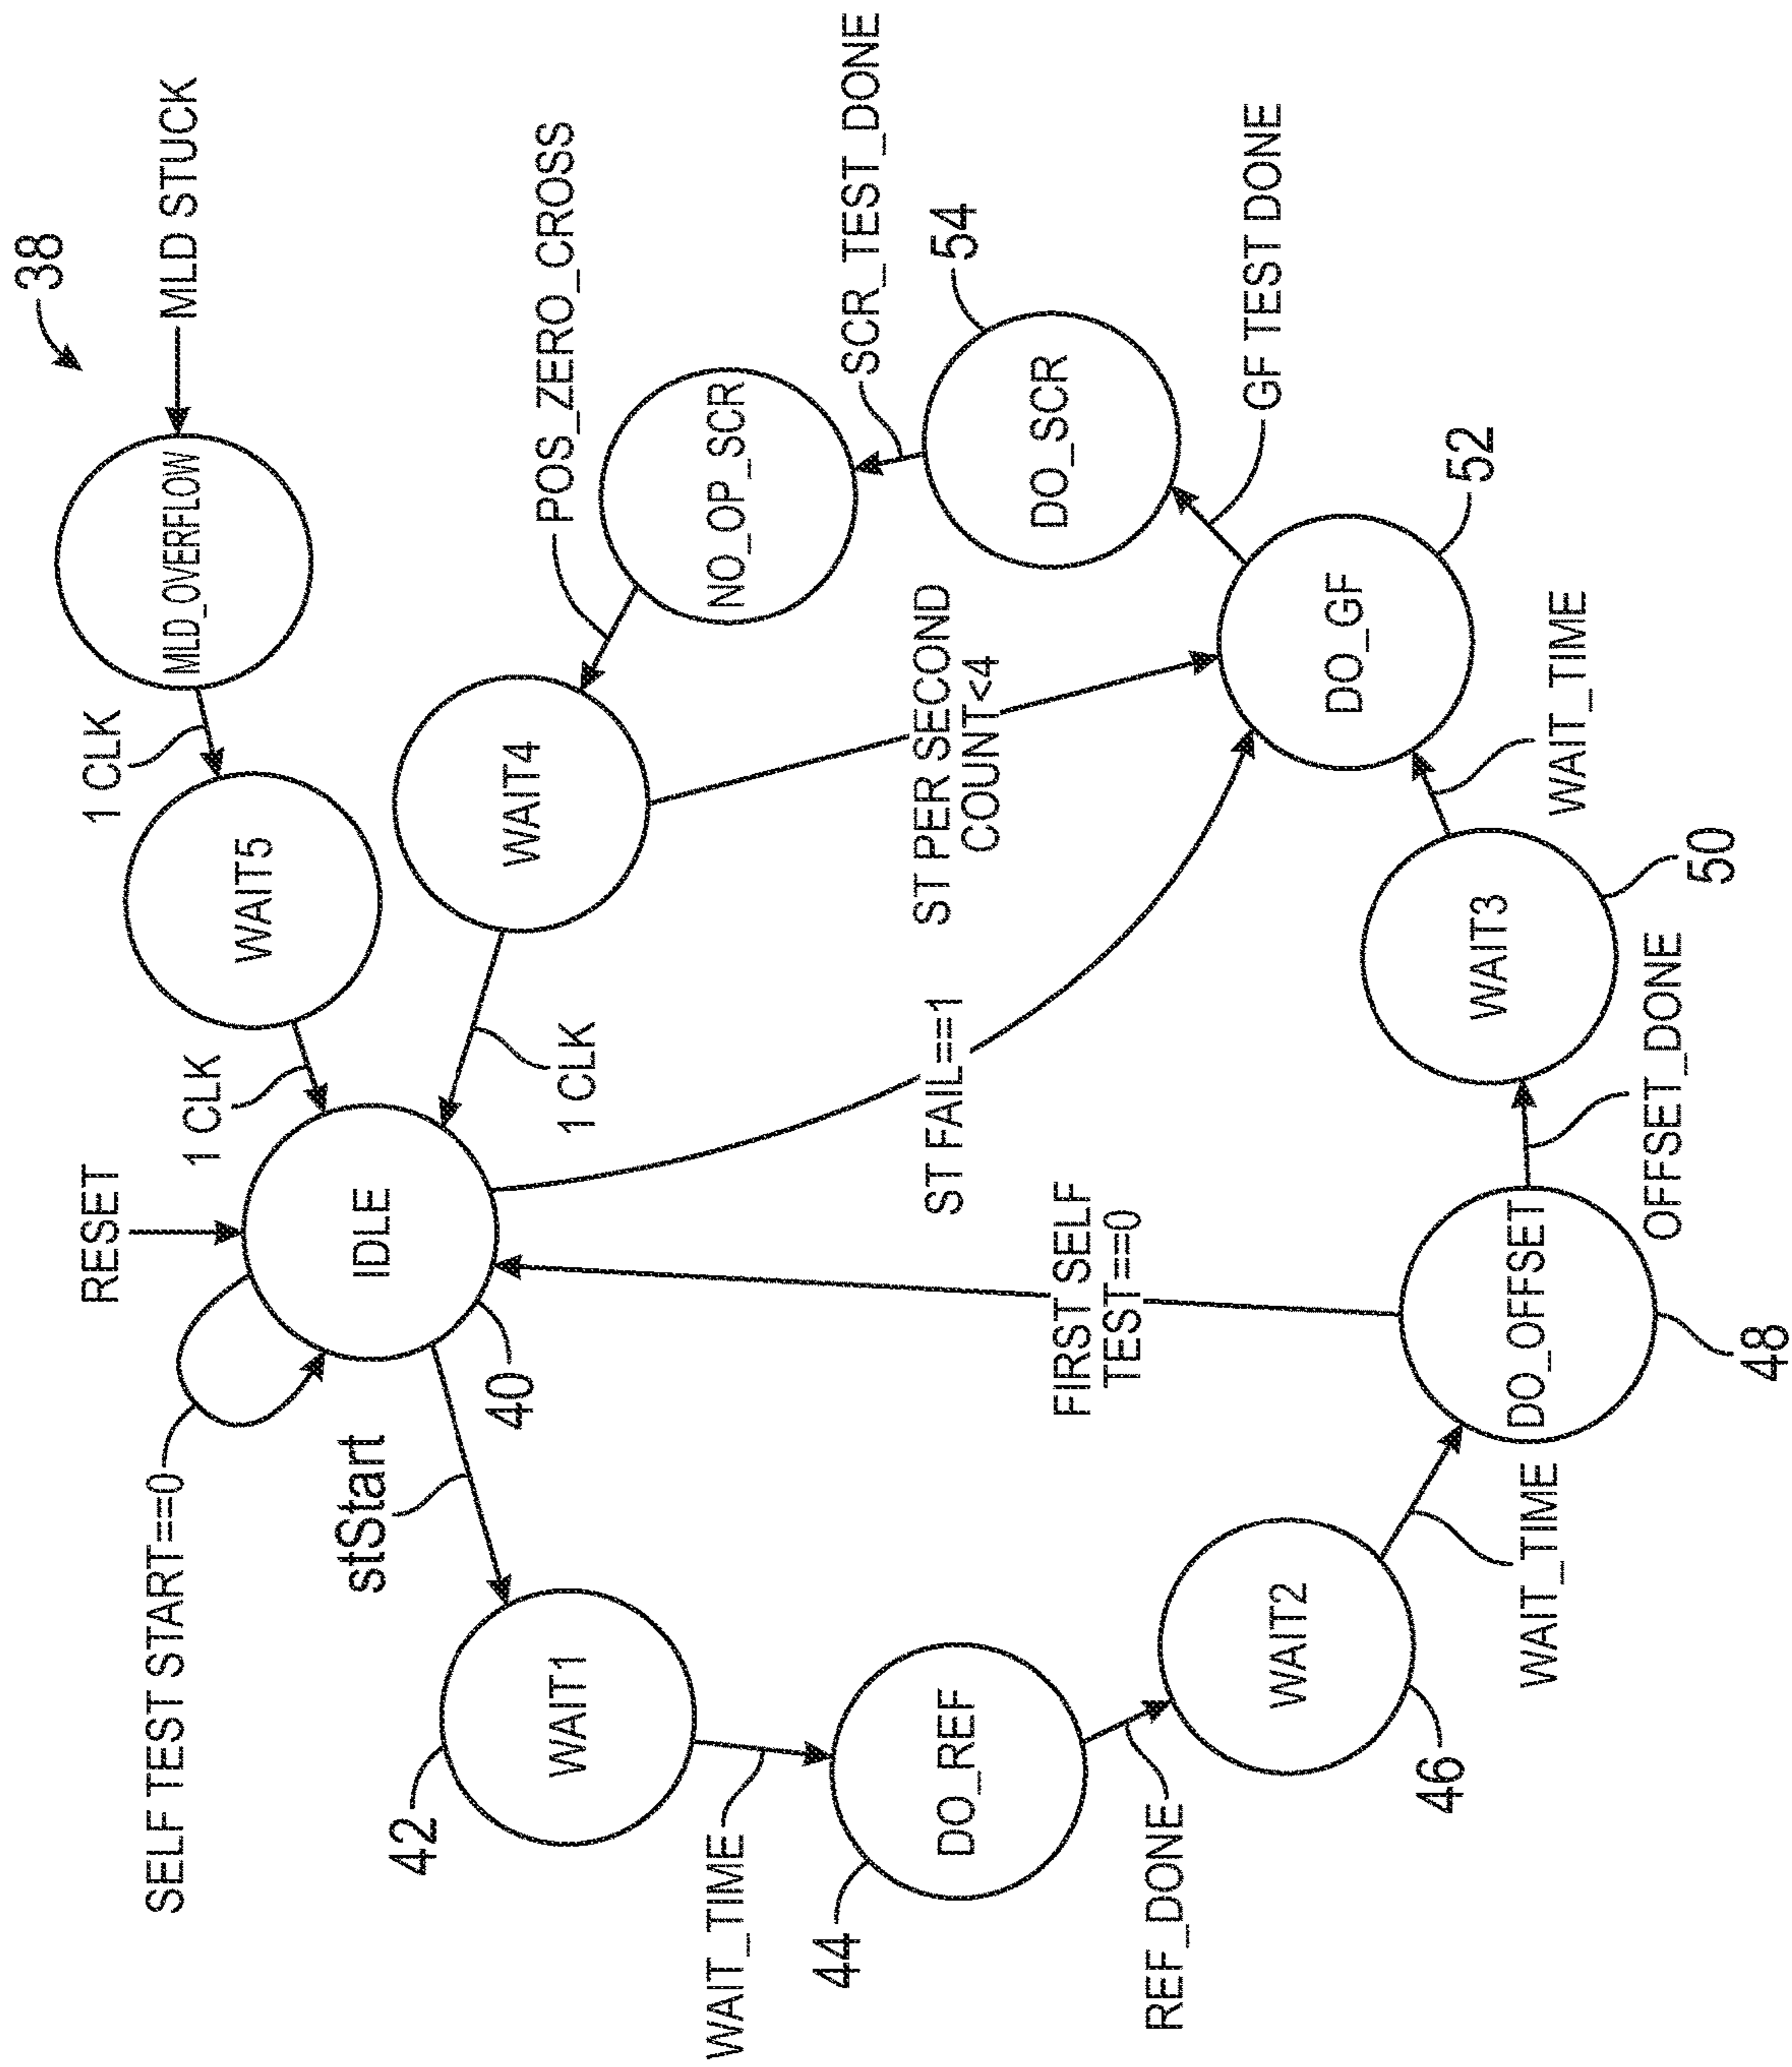 38
MLD STUCK
MLD_OVERFLOW
1 CLK
WAIT5
1 CLK
RESET
SELF TEST START==0
IDLE
40
stStart
1 CLK
WAIT4
POS_ZERO_CROSS
NO_OP_SCR
SCR_TEST_DONE
54
DO_SCR
GF TEST DONE
ST PER SECOND
COUNT<4
ST FAIL==1
FIRST SELF
TEST==0
42
WAIT1
WAIT_TIME
44
DO_REF
REF_DONE
WAIT2
46
WAIT_TIME
DO_OFFSET
48
OFFSET_DONE
WAIT3
50
WAIT_TIME
DO_GF
52